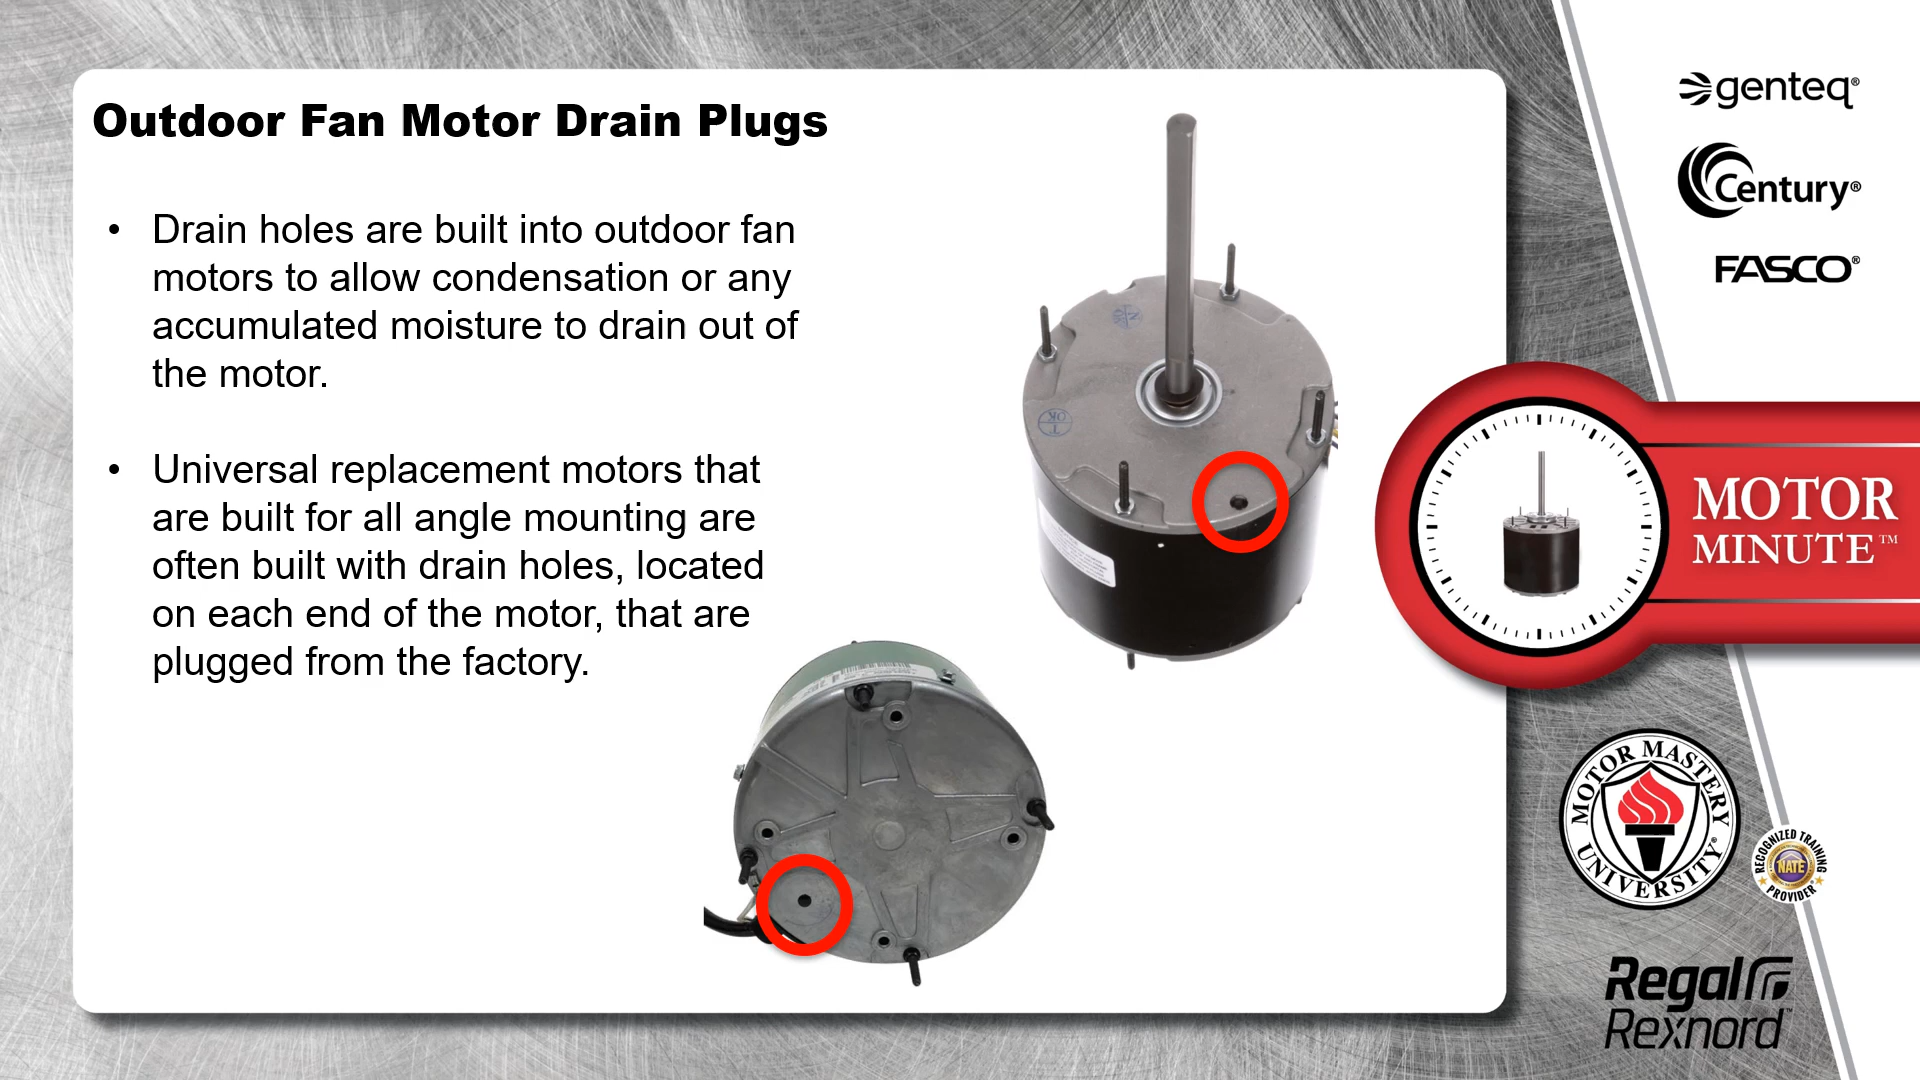 Outdoor Fan Motor Drain Plugs
• Drain holes are built into outdoor fan
motors to allow condensation or any
accumulated moisture to drain out of
the motor.
• Universal replacement motors that
are built for all angle mounting are
often built with drain holes, located
on each end of the motor, that are
plugged from the factory.
genteq®
Century®
FASCO®
MOTOR
MINUTE™
MOTOR MASTERY
UNIVERSITY®
RECOGNIZED TRAINING
NATE
PROVIDER
Regal
Rexnord™